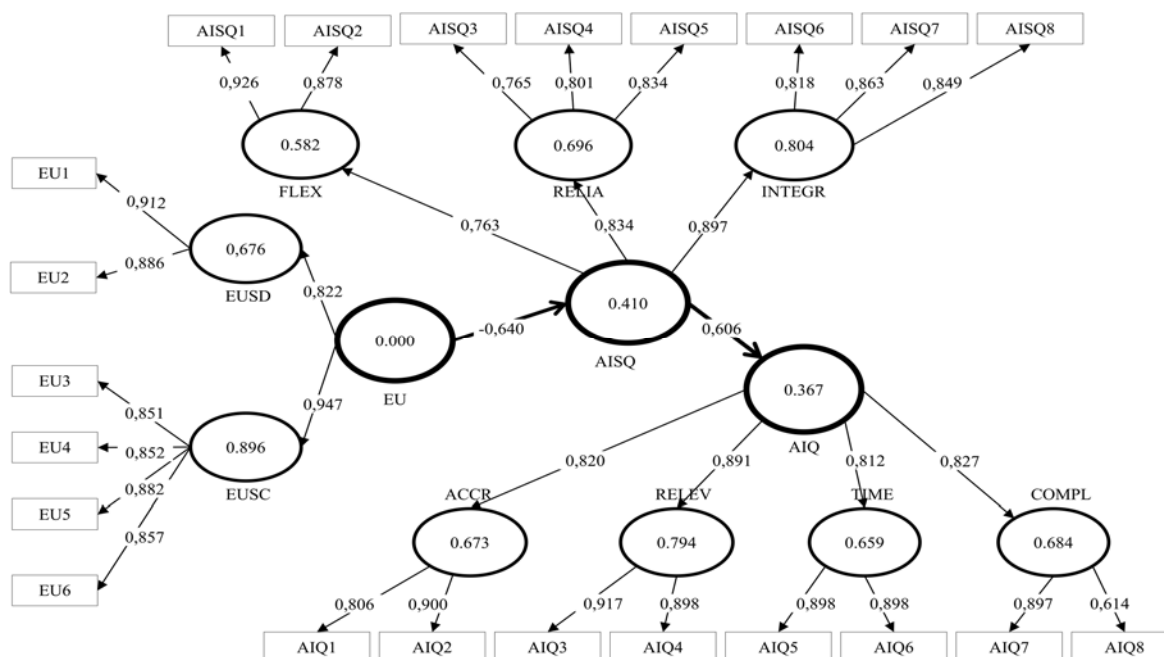 AISQ1 AISQ2 AISQ3 AISQ4 AISQ5 AISQ6 AISQ7 AISQ8
0,926 0,878 0,765 0,801 0,834 0,818 0,863 0,849
0.582 0.696 0.804
EU1 FLEX RELIA INTEGR
0,912
0,763 0,834 0,897
0,676
0,886
EU2
EUSD 0,822
0.410
0.000 -0,640 0,606
AISQ
EU3 EU 0.367
0,851 0,947
EU4 0,852 0.896 AIQ
0,882 0,820 0,891 0,812 0,827
EU5 EUSC ACCR RELEV TIME COMPL
0,857
0.673 0.794 0.659 0.684
EU6
0,806 0,900 0,917 0,898 0,898 0,898 0,897 0,614
AIQ1 AIQ2 AIQ3 AIQ4 AIQ5 AIQ6 AIQ7 AIQ8